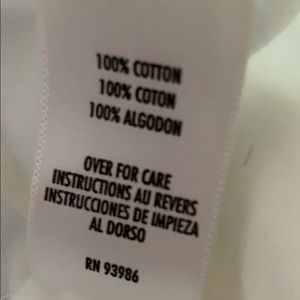 100% COTTON
100% COTON
100% ALGODON
OVER FOR CARE
INSTRUCTIONS AU REVERS
INSTRUCCIONES DE IMPIEZA
AL DORSO
RN 93986